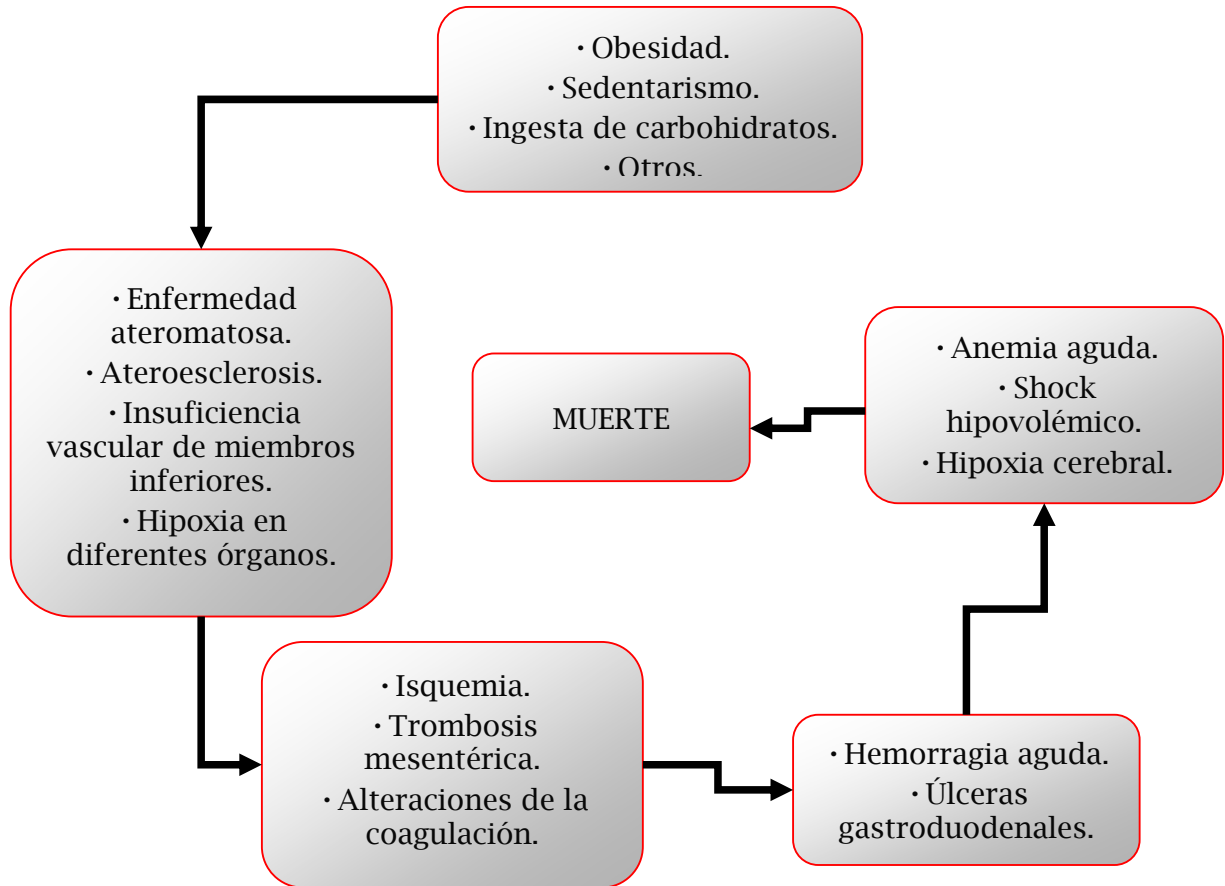 · Obesidad.
· Sedentarismo.
· Ingesta de carbohidratos.
· Otros.
· Enfermedad
ateromatosa.
· Ateroesclerosis.
· Insuficiencia
vascular de miembros
inferiores.
· Hipoxia en
diferentes órganos.
· Isquemia.
· Trombosis
mesentérica.
· Alteraciones de la
coagulación.
· Hemorragia aguda.
· Úlceras
gastroduodenales.
· Anemia aguda.
· Shock
hipovolémico.
· Hipoxia cerebral.
MUERTE